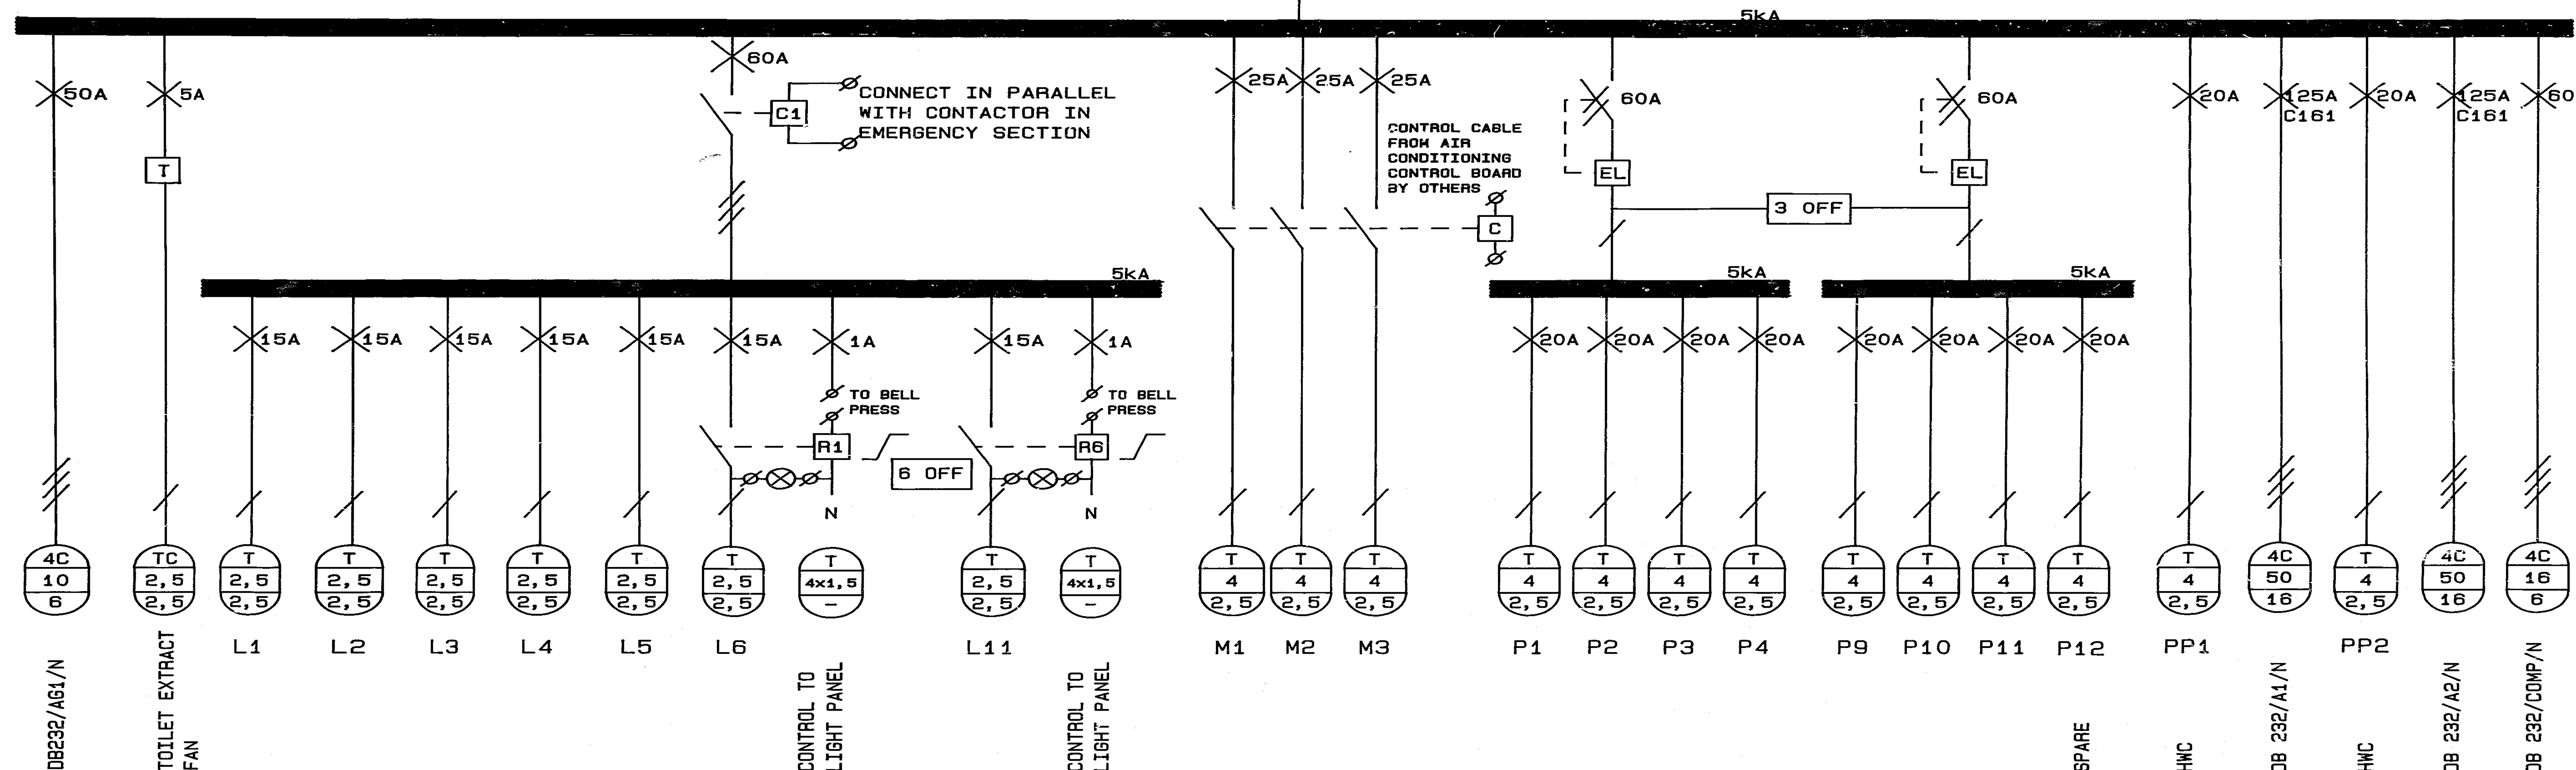 5kA
50A
5A
60A
25A
25A
25A
60A
60A
20A
125A
C161
20A
125A
C161
60
C1
CONNECT IN PARALLEL
WITH CONTACTOR IN
EMERGENCY SECTION
CONTROL CABLE
FROM AIR
CONDITIONING
CONTROL BOARD
BY OTHERS
T
EL
EL
3 OFF
C
5kA
5kA
5kA
15A
15A
15A
15A
15A
15A
1A
15A
1A
20A
20A
20A
20A
20A
20A
20A
20A
TO BELL
PRESS
TO BELL
PRESS
R1
6 OFF
R6
N
N
4C
10
6
TC
2,5
2,5
T
2,5
2,5
T
2,5
2,5
T
2,5
2,5
T
2,5
2,5
T
2,5
2,5
T
2,5
2,5
T
4x1,5
–
T
2,5
2,5
T
4x1,5
–
T
4
2,5
T
4
2,5
T
4
2,5
T
4
2,5
T
4
2,5
T
4
2,5
T
4
2,5
T
4
2,5
T
4
2,5
T
4
2,5
T
4
2,5
T
4
2,5
4C
50
16
T
4
2,5
4C
50
16
4C
16
6
L1
L2
L3
L4
L5
L6
L11
M1
M2
M3
P1
P2
P3
P4
P9
P10
P11
P12
PP1
PP2
DB232/AG1/N
TOILET EXTRACT
FAN
CONTROL TO
LIGHT PANEL
CONTROL TO
LIGHT PANEL
SPARE
HWC
DB 232/A1/N
HWC
DB 232/A2/N
DB 232/COMP/N